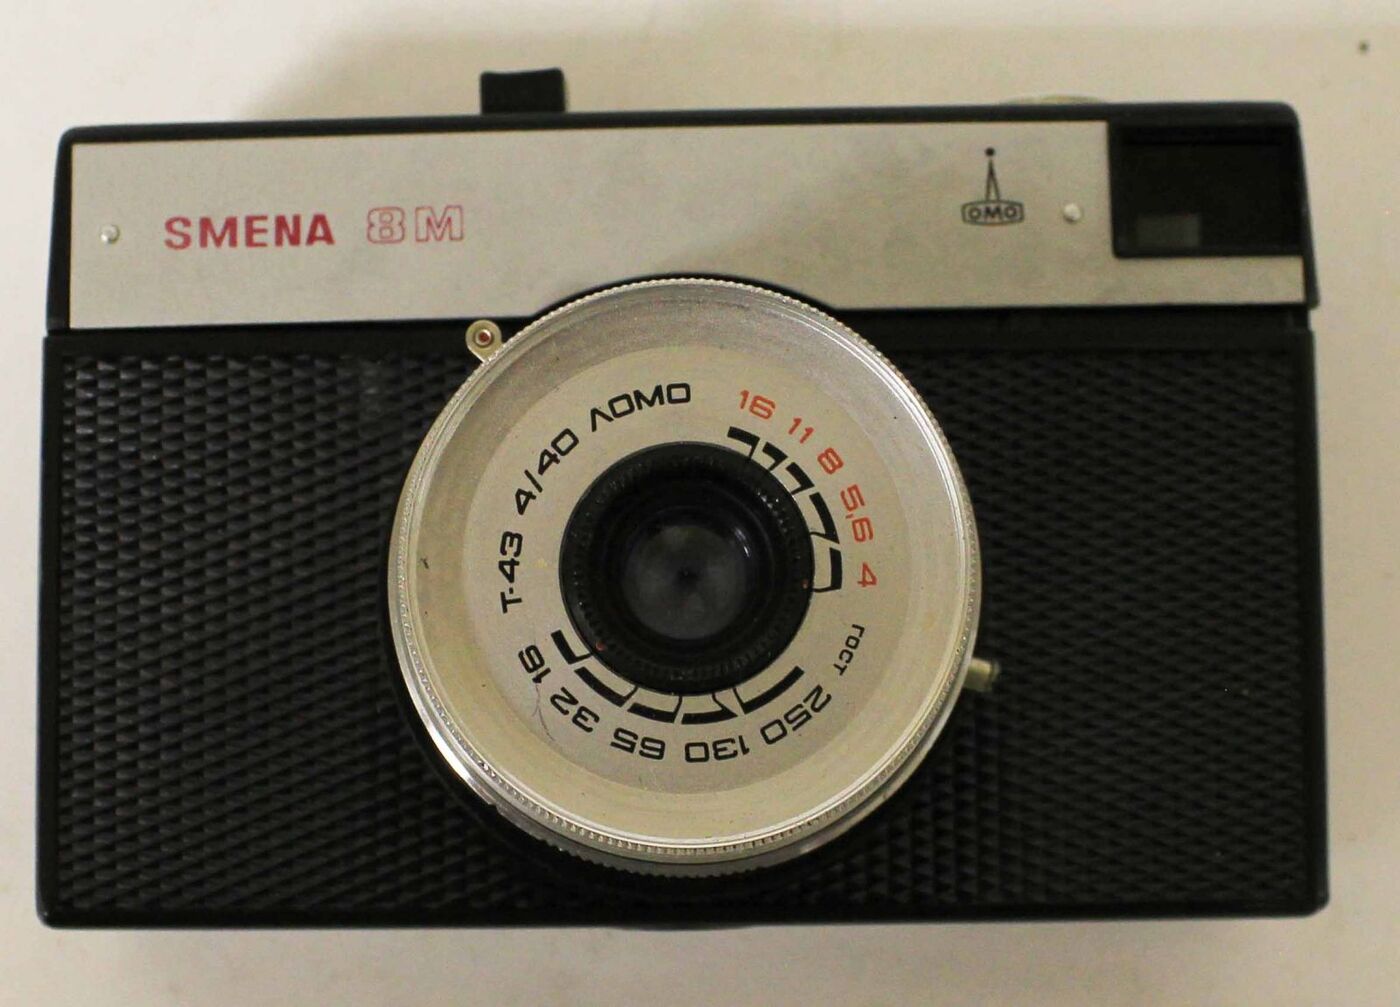 SMENA 8M
ОМО
Т-43 4/40 ЛОМО
16 11 8 5,6 4
ГОСТ 250 130 65 32 16